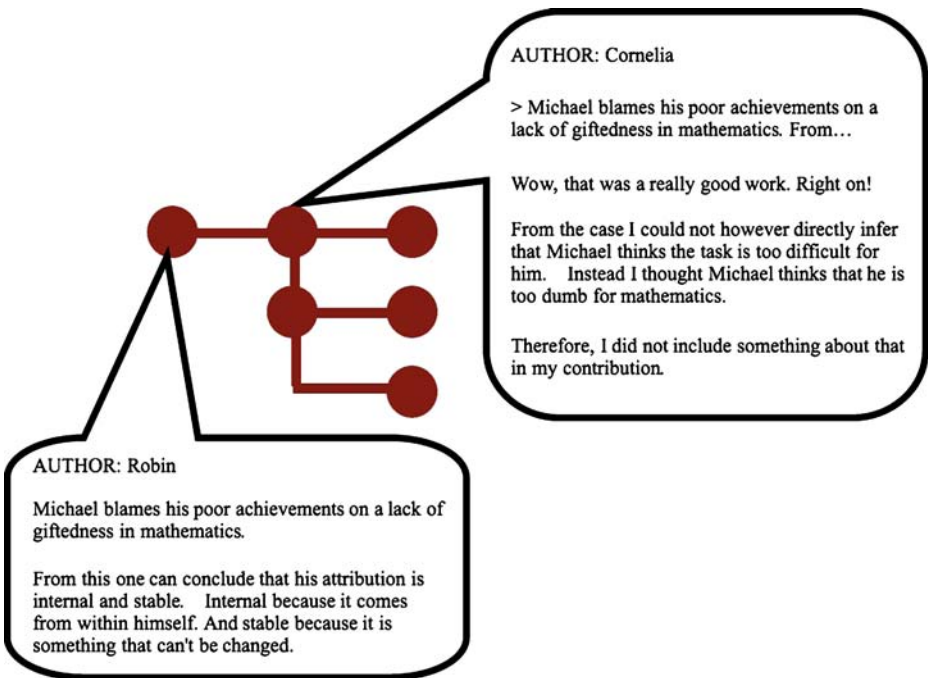 AUTHOR: Cornelia
> Michael blames his poor achievements on a
lack of giftedness in mathematics. From...
Wow, that was a really good work. Right on!
From the case I could not however directly infer
that Michael thinks the task is too difficult for
him. Instead I thought Michael thinks that he is
too dumb for mathematics.
Therefore, I did not include something about that
in my contribution.
AUTHOR: Robin
Michael blames his poor achievements on a lack of
giftedness in mathematics.
From this one can conclude that his attribution is
internal and stable. Internal because it comes
from within himself. And stable because it is
something that can't be changed.